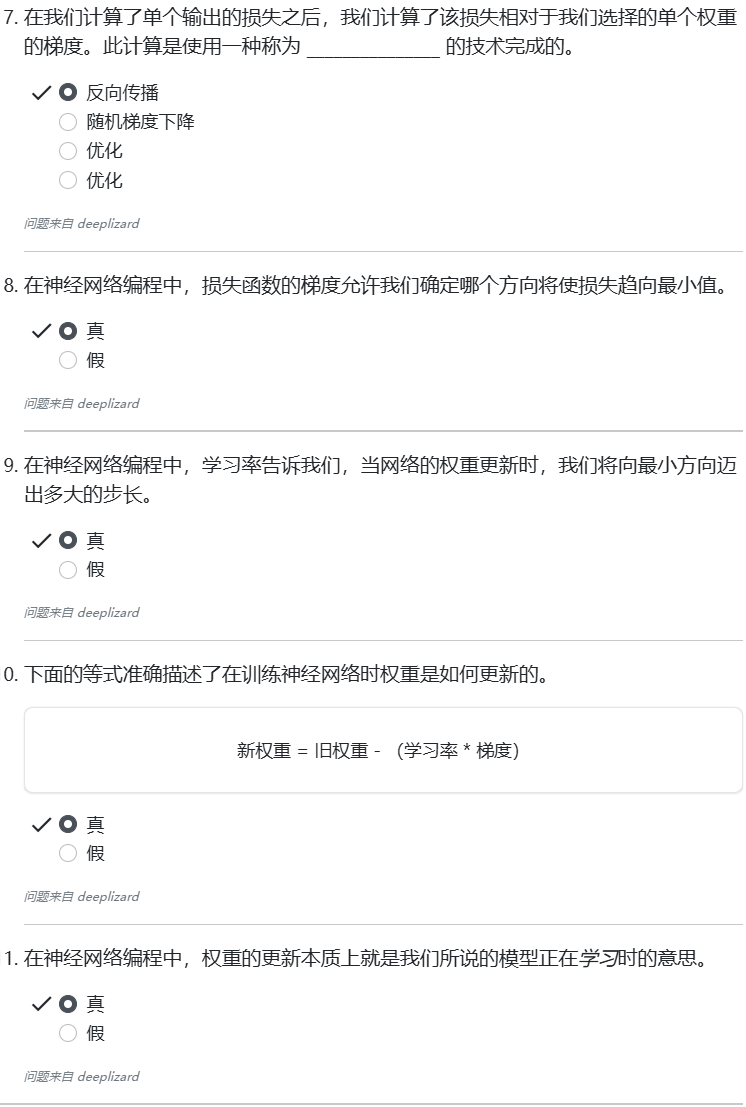 7. 在我们计算了单个输出的损失之后，我们计算了该损失相对于我们选择的单个权重
的梯度。此计算是使用一种称为 _______________ 的技术完成的。
反向传播
随机梯度下降
优化
优化
问题来自 deeplizard
8. 在神经网络编程中，损失函数的梯度允许我们确定哪个方向将使损失趋向最小值。
真
假
问题来自 deeplizard
9. 在神经网络编程中，学习率告诉我们，当网络的权重更新时，我们将向最小方向迈
出多大的步长。
真
假
问题来自 deeplizard
0. 下面的等式准确描述了在训练神经网络时权重是如何更新的。
新权重 = 旧权重 - （学习率 * 梯度）
真
假
问题来自 deeplizard
1. 在神经网络编程中，权重的更新本质上就是我们所说的模型正在学习时的意思。
真
假
问题来自 deeplizard